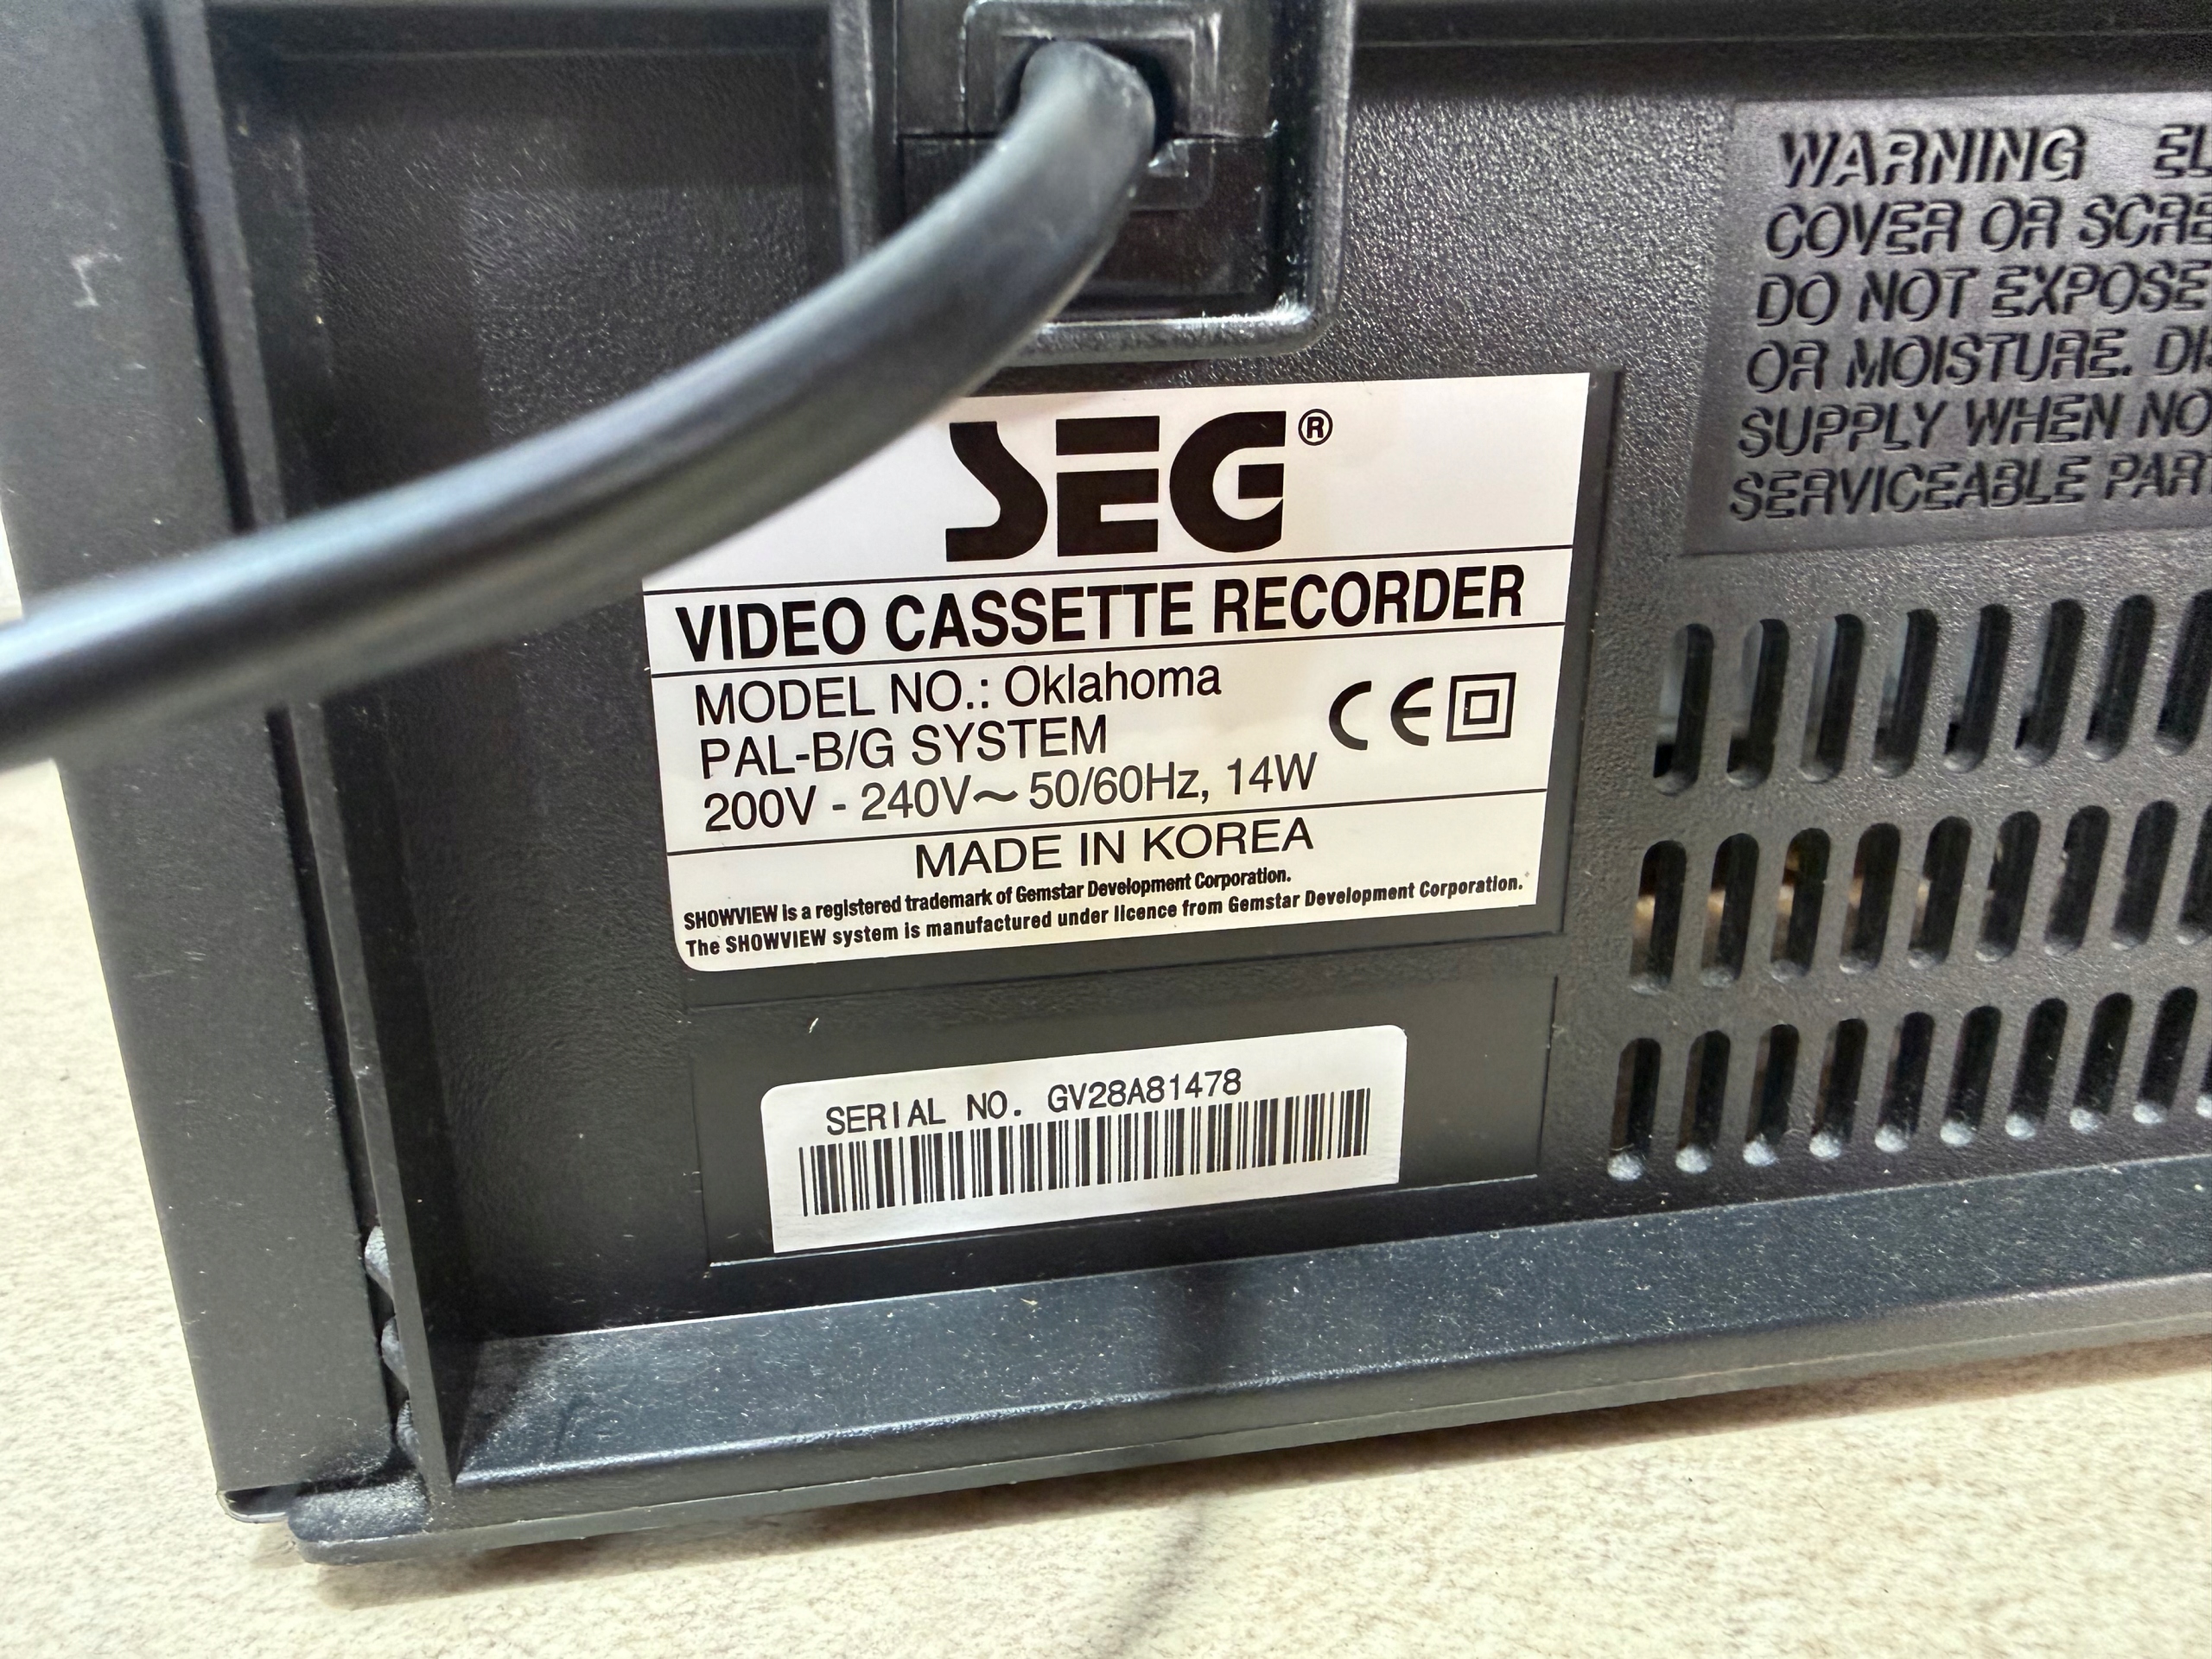 WARNING
COVER OR
DO NOT EXPOSE
OR MOISTURE.
SUPPLY WHEN
SERVICEABLE
SEG®
VIDEO CASSETTE RECORDER
MODEL NO.: Oklahoma
PAL-B/G SYSTEM
200V - 240V~ 50/60Hz, 14W
CE
MADE IN KOREA
SHOWVIEW is a registered trademark of Gemstar Development Corporation.
The SHOWVIEW system is manufactured under licence from Gemstar Development Corporation.
SERIAL NO. GV28A81478